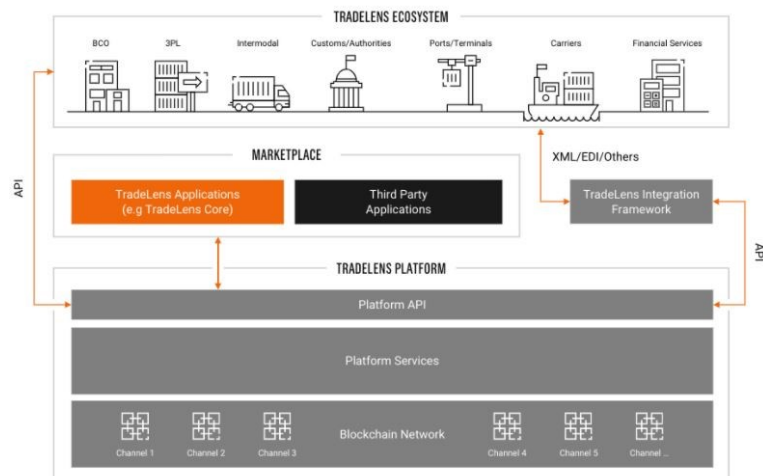 TRADELENS ECOSYSTEM
BCO
3PL
Intermodal
Customs/Authorities
Ports/Terminals
Carriers
Financial Services
API
XML/EDI/Others
MARKETPLACE
TradeLens Applications
(e.g TradeLens Core)
Third Party
Applications
TradeLens Integration
Framework
API
TRADELENS PLATFORM
Platform API
Platform Services
Blockchain Network
Channel 1
Channel 2
Channel 3
Channel 4
Channel 5
Channel ...